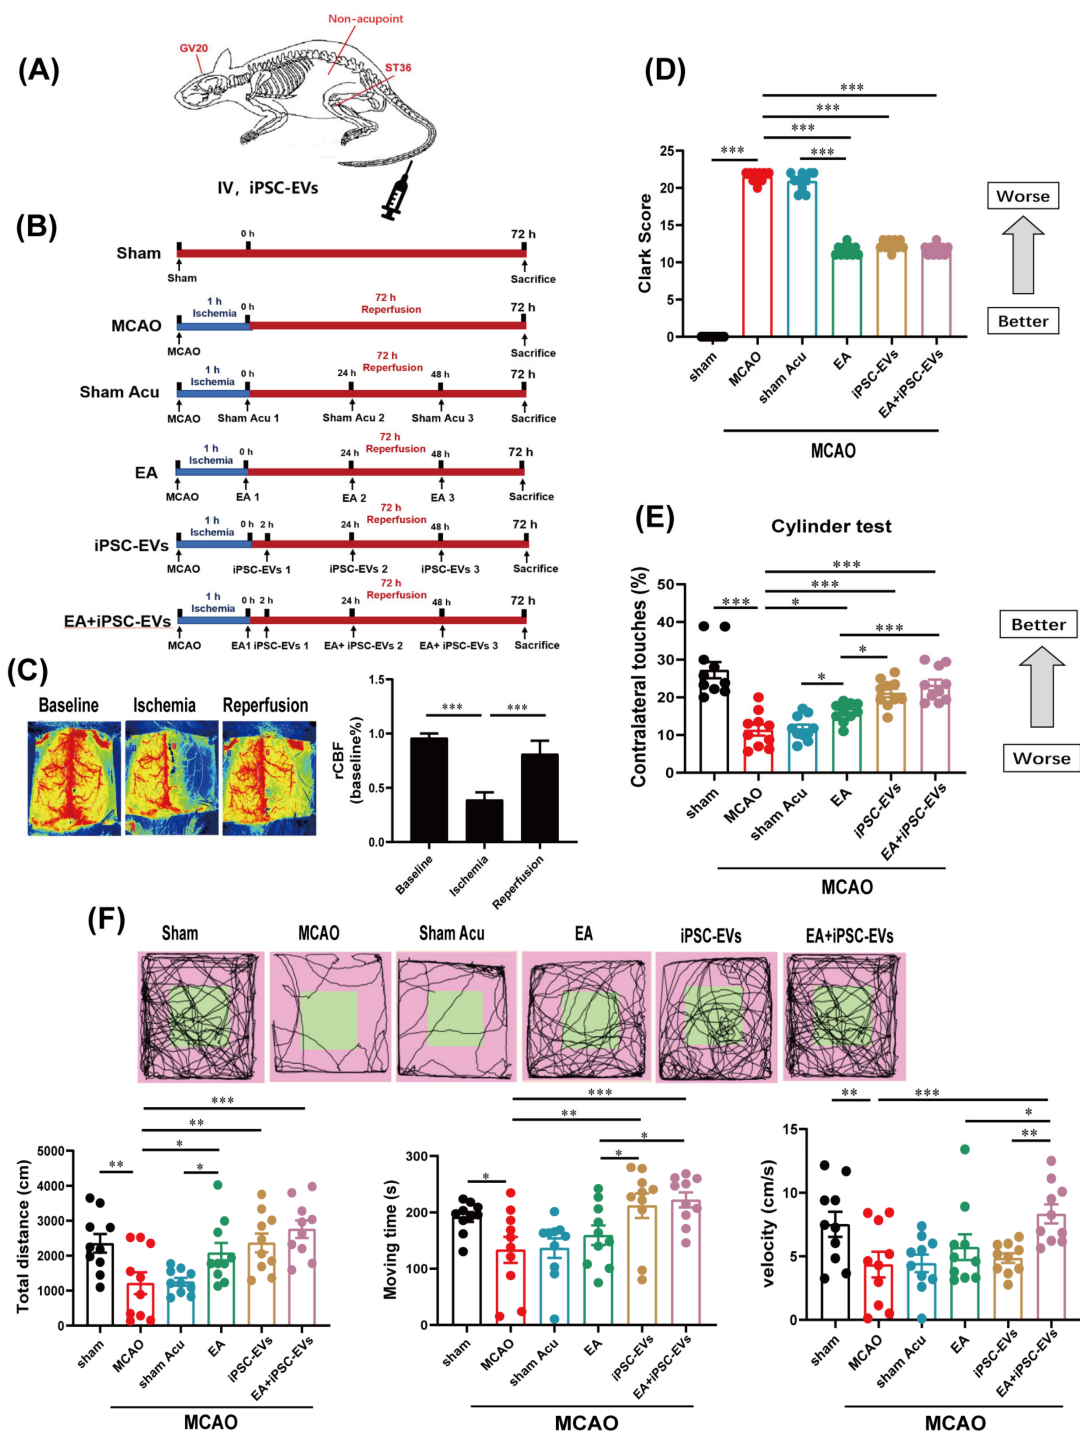 (A)
GV20
Non-acupoint
ST36
IV, iPSC-EVs
(B)
Sham
0 h
72 h
Sham
Sacrifice
MCAO
1 h
Ischemia
0 h
72 h
Reperfusion
72 h
MCAO
Sacrifice
Sham Acu
1 h
Ischemia
0 h
24 h
72 h
Reperfusion
48 h
72 h
MCAO
Sham Acu 1
Sham Acu 2
Sham Acu 3
Sacrifice
EA
1 h
Ischemia
0 h
24 h
72 h
Reperfusion
48 h
72 h
MCAO
EA 1
EA 2
EA 3
Sacrifice
iPSC-EVs
1 h
Ischemia
0 h
2 h
24 h
72 h
Reperfusion
48 h
72 h
MCAO
iPSC-EVs 1
iPSC-EVs 2
iPSC-EVs 3
Sacrifice
EA+iPSC-EVs
1 h
Ischemia
0 h
2 h
24 h
72 h
Reperfusion
48 h
72 h
MCAO
EA1 iPSC-EVs 1
EA+ iPSC-EVs 2
EA+ iPSC-EVs 3
Sacrifice
(C)
Baseline
Ischemia
Reperfusion
rCBF
(baseline%)
1.5
1.0
0.5
0.0
***
***
Baseline
Ischemia
Reperfusion
(D)
Clark Score
25
20
15
10
5
0
***
***
***
***
***
sham
MCAO
sham Acu
EA
iPSC-EVs
EA+iPSC-EVs
MCAO
Worse
Better
(E)
Cylinder test
Contralateral touches (%)
50
40
30
20
10
0
***
***
***
*
***
*
*
sham
MCAO
sham Acu
EA
iPSC-EVs
EA+iPSC-EVs
MCAO
Better
Worse
(F)
Sham
MCAO
Sham Acu
EA
iPSC-EVs
EA+iPSC-EVs
Total distance (cm)
5000
4000
3000
2000
1000
0
***
**
*
**
*
sham
MCAO
sham Acu
EA
iPSC-EVs
EA+iPSC-EVs
MCAO
Moving time (s)
300
200
100
0
***
**
*
*
*
sham
MCAO
sham Acu
EA
iPSC-EVs
EA+iPSC-EVs
MCAO
velocity (cm/s)
15
10
5
0
**
***
*
**
sham
MCAO
sham Acu
EA
iPSC-EVs
EA+iPSC-EVs
MCAO